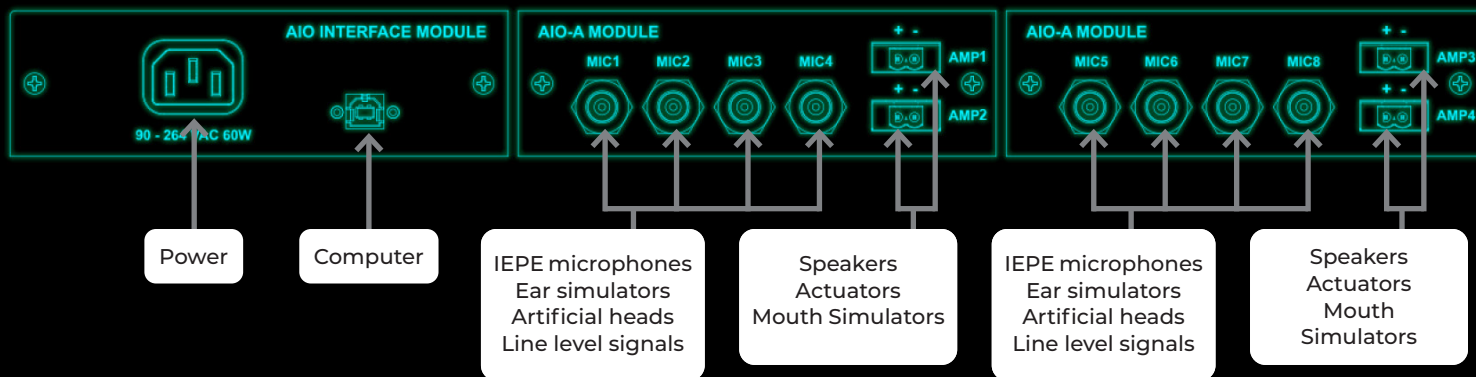 AIO INTERFACE MODULE
90 - 264 VAC 60W
AIO-A MODULE
MIC1 MIC2 MIC3 MIC4
+ -
AMP1
+ -
AMP2
AIO-A MODULE
MIC5 MIC6 MIC7 MIC8
+ -
AMP3
+ -
AMP4
Power
Computer
IEPE microphones
Ear simulators
Artificial heads
Line level signals
Speakers
Actuators
Mouth Simulators
IEPE microphones
Ear simulators
Artificial heads
Line level signals
Speakers
Actuators
Mouth
Simulators